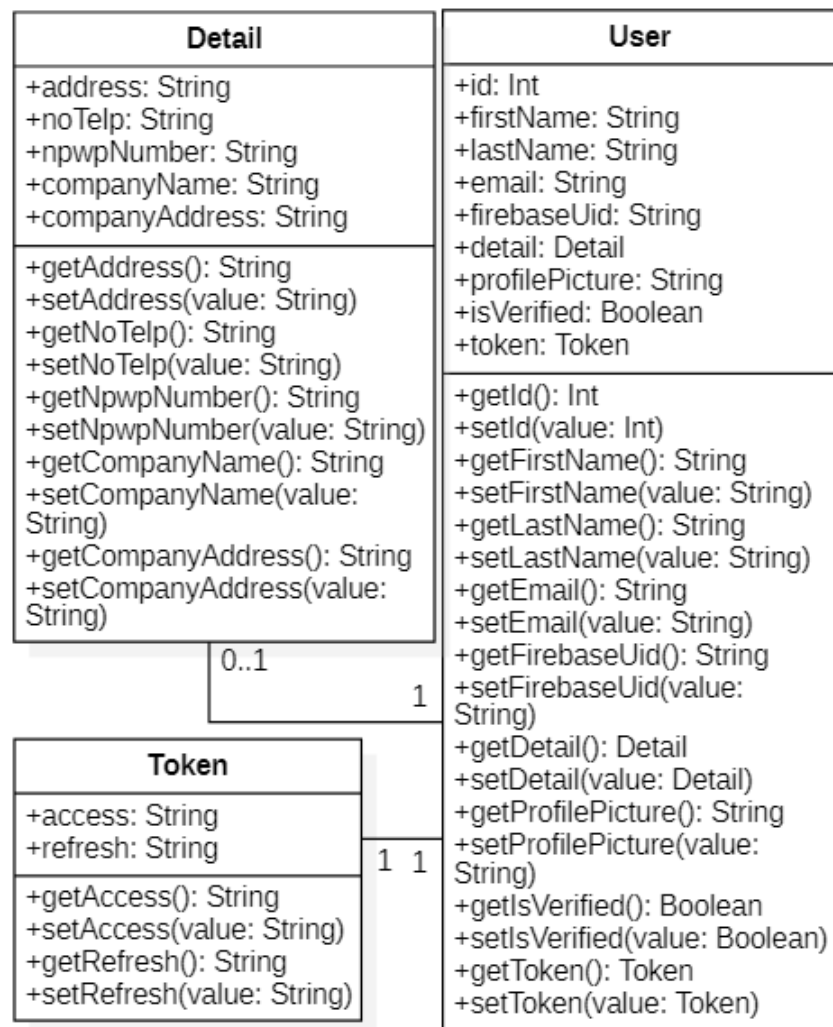 Detail
+address: String
+noTelp: String
+npwpNumber: String
+companyName: String
+companyAddress: String
+getAddress(): String
+setAddress(value: String)
+getNoTelp(): String
+setNoTelp(value: String)
+getNpwpNumber(): String
+setNpwpNumber(value: String)
+getCompanyName(): String
+setCompanyName(value:
String)
+getCompanyAddress(): String
+setCompanyAddress(value:
String)
0..1
1
User
+id: Int
+firstName: String
+lastName: String
+email: String
+firebaseUid: String
+detail: Detail
+profilePicture: String
+isVerified: Boolean
+token: Token
+getId(): Int
+setId(value: Int)
+getFirstName(): String
+setFirstName(value: String)
+getLastName(): String
+setLastName(value: String)
+getEmail(): String
+setEmail(value: String)
+getFirebaseUid(): String
+setFirebaseUid(value:
String)
+getDetail(): Detail
+setDetail(value: Detail)
+getProfilePicture(): String
+setProfilePicture(value:
String)
+getIsVerified(): Boolean
+setIsVerified(value: Boolean)
+getToken(): Token
+setToken(value: Token)
Token
+access: String
+refresh: String
+getAccess(): String
+setAccess(value: String)
+getRefresh(): String
+setRefresh(value: String)
1 1